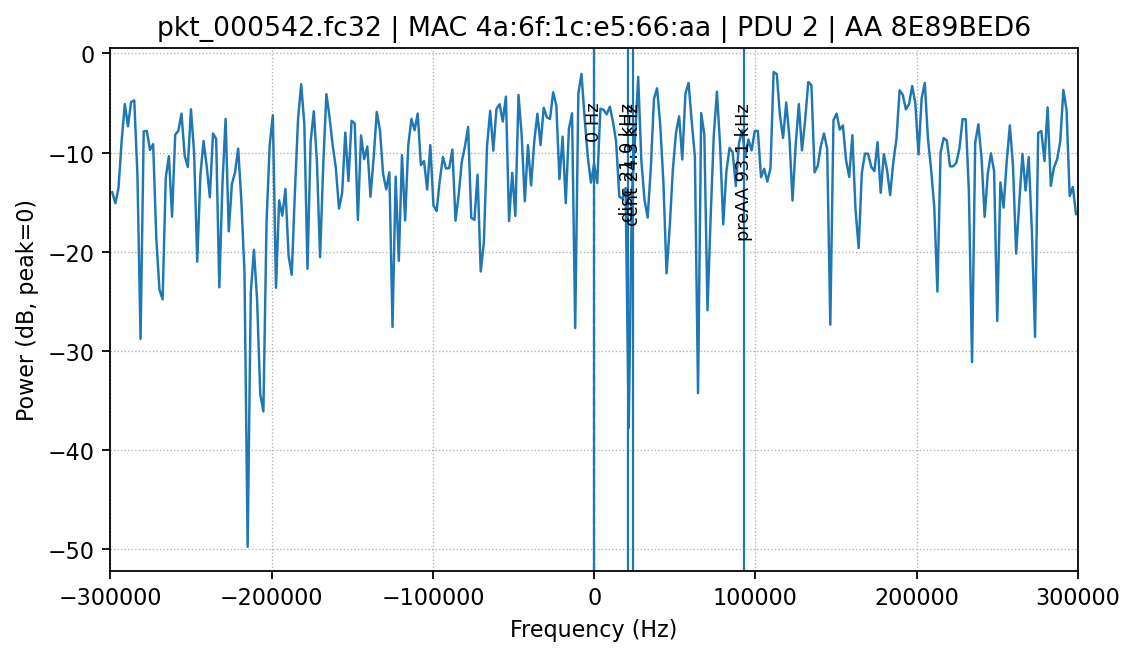 pkt_000542.fc32 | MAC 4a:6f:1c:e5:66:aa | PDU 2 | AA 8E89BED6
Power (dB, peak=0)
0
−10
−20
−30
−40
−50
0 Hz
preAA 93.1 kHz
−300000
−200000
−100000
0
100000
200000
300000
Frequency (Hz)